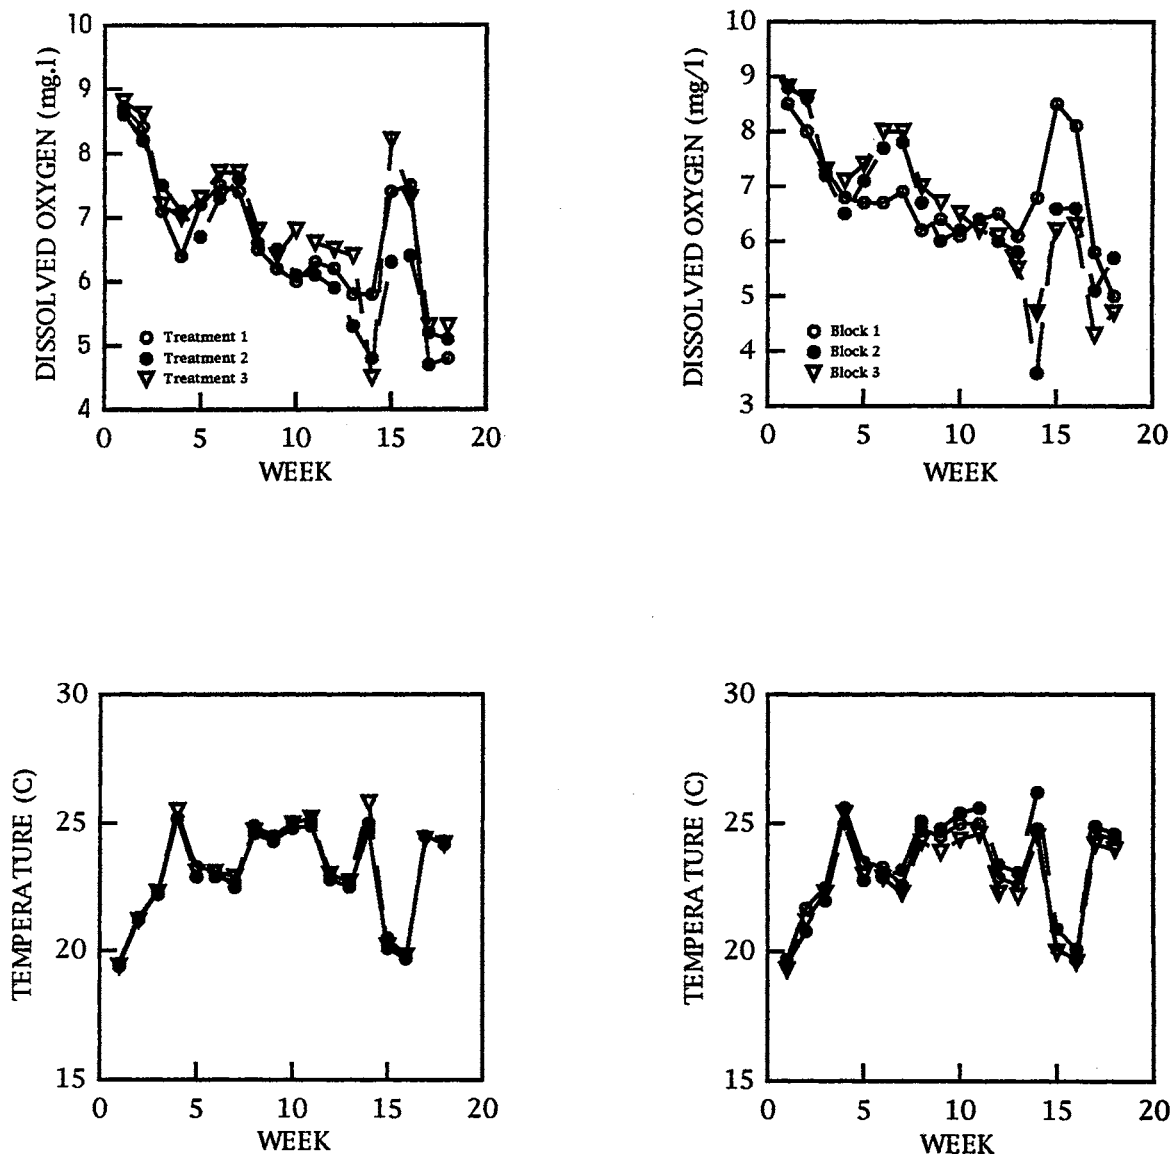 10
9
8
7
6
5
4
DISSOLVED OXYGEN (mg.l)
Treatment 1
Treatment 2
Treatment 3
0 5 10 15 20
WEEK
10
9
8
7
6
5
4
3
DISSOLVED OXYGEN (mg/l)
Block 1
Block 2
Block 3
0 5 10 15 20
WEEK
30
25
20
15
TEMPERATURE (C)
0 5 10 15 20
WEEK
30
25
20
15
TEMPERATURE (C)
0 5 10 15 20
WEEK